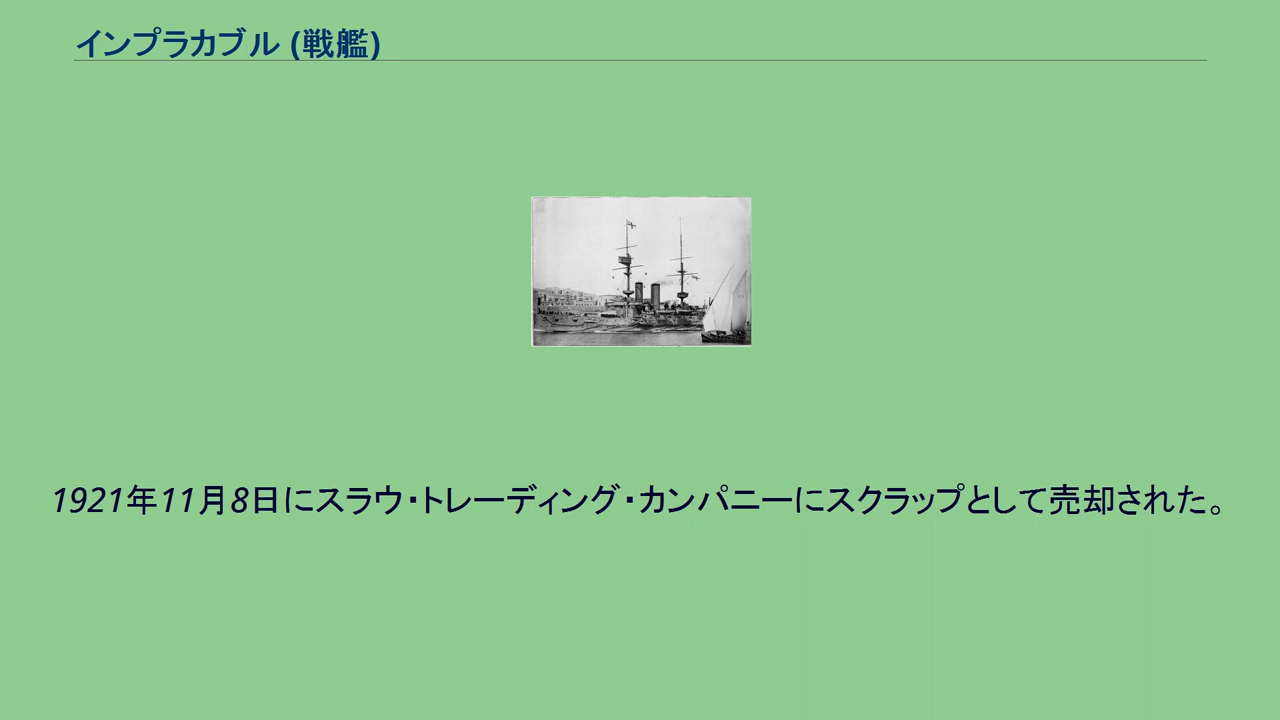 インプラカブル (戦艦)
1921年11月8日にスラウ・トレーディング・カンパニーにスクラップとして売却された。